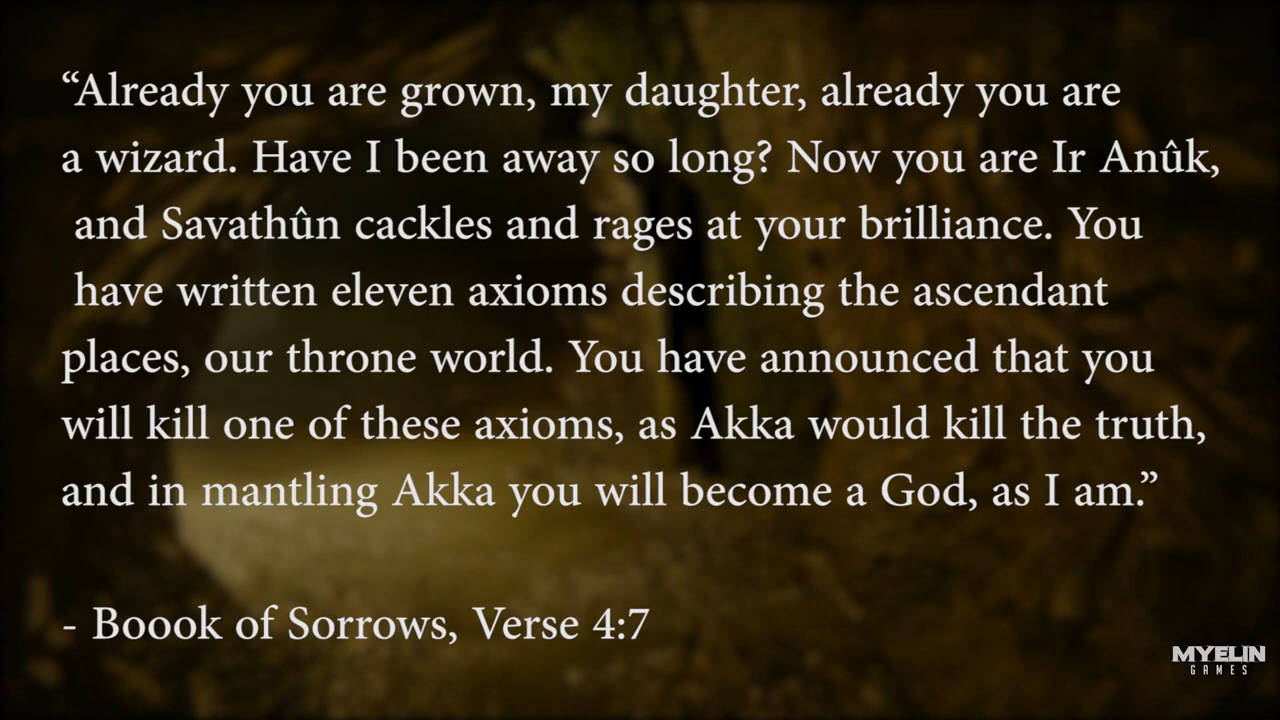 “Already you are grown, my daughter, already you are
a wizard. Have I been away so long? Now you are Ir Anûk,
and Savathûn cackles and rages at your brilliance. You
have written eleven axioms describing the ascendant
places, our throne world. You have announced that you
will kill one of these axioms, as Akka would kill the truth,
and in mantling Akka you will become a God, as I am.”
- Boook of Sorrows, Verse 4:7
MYELIN
GAMES